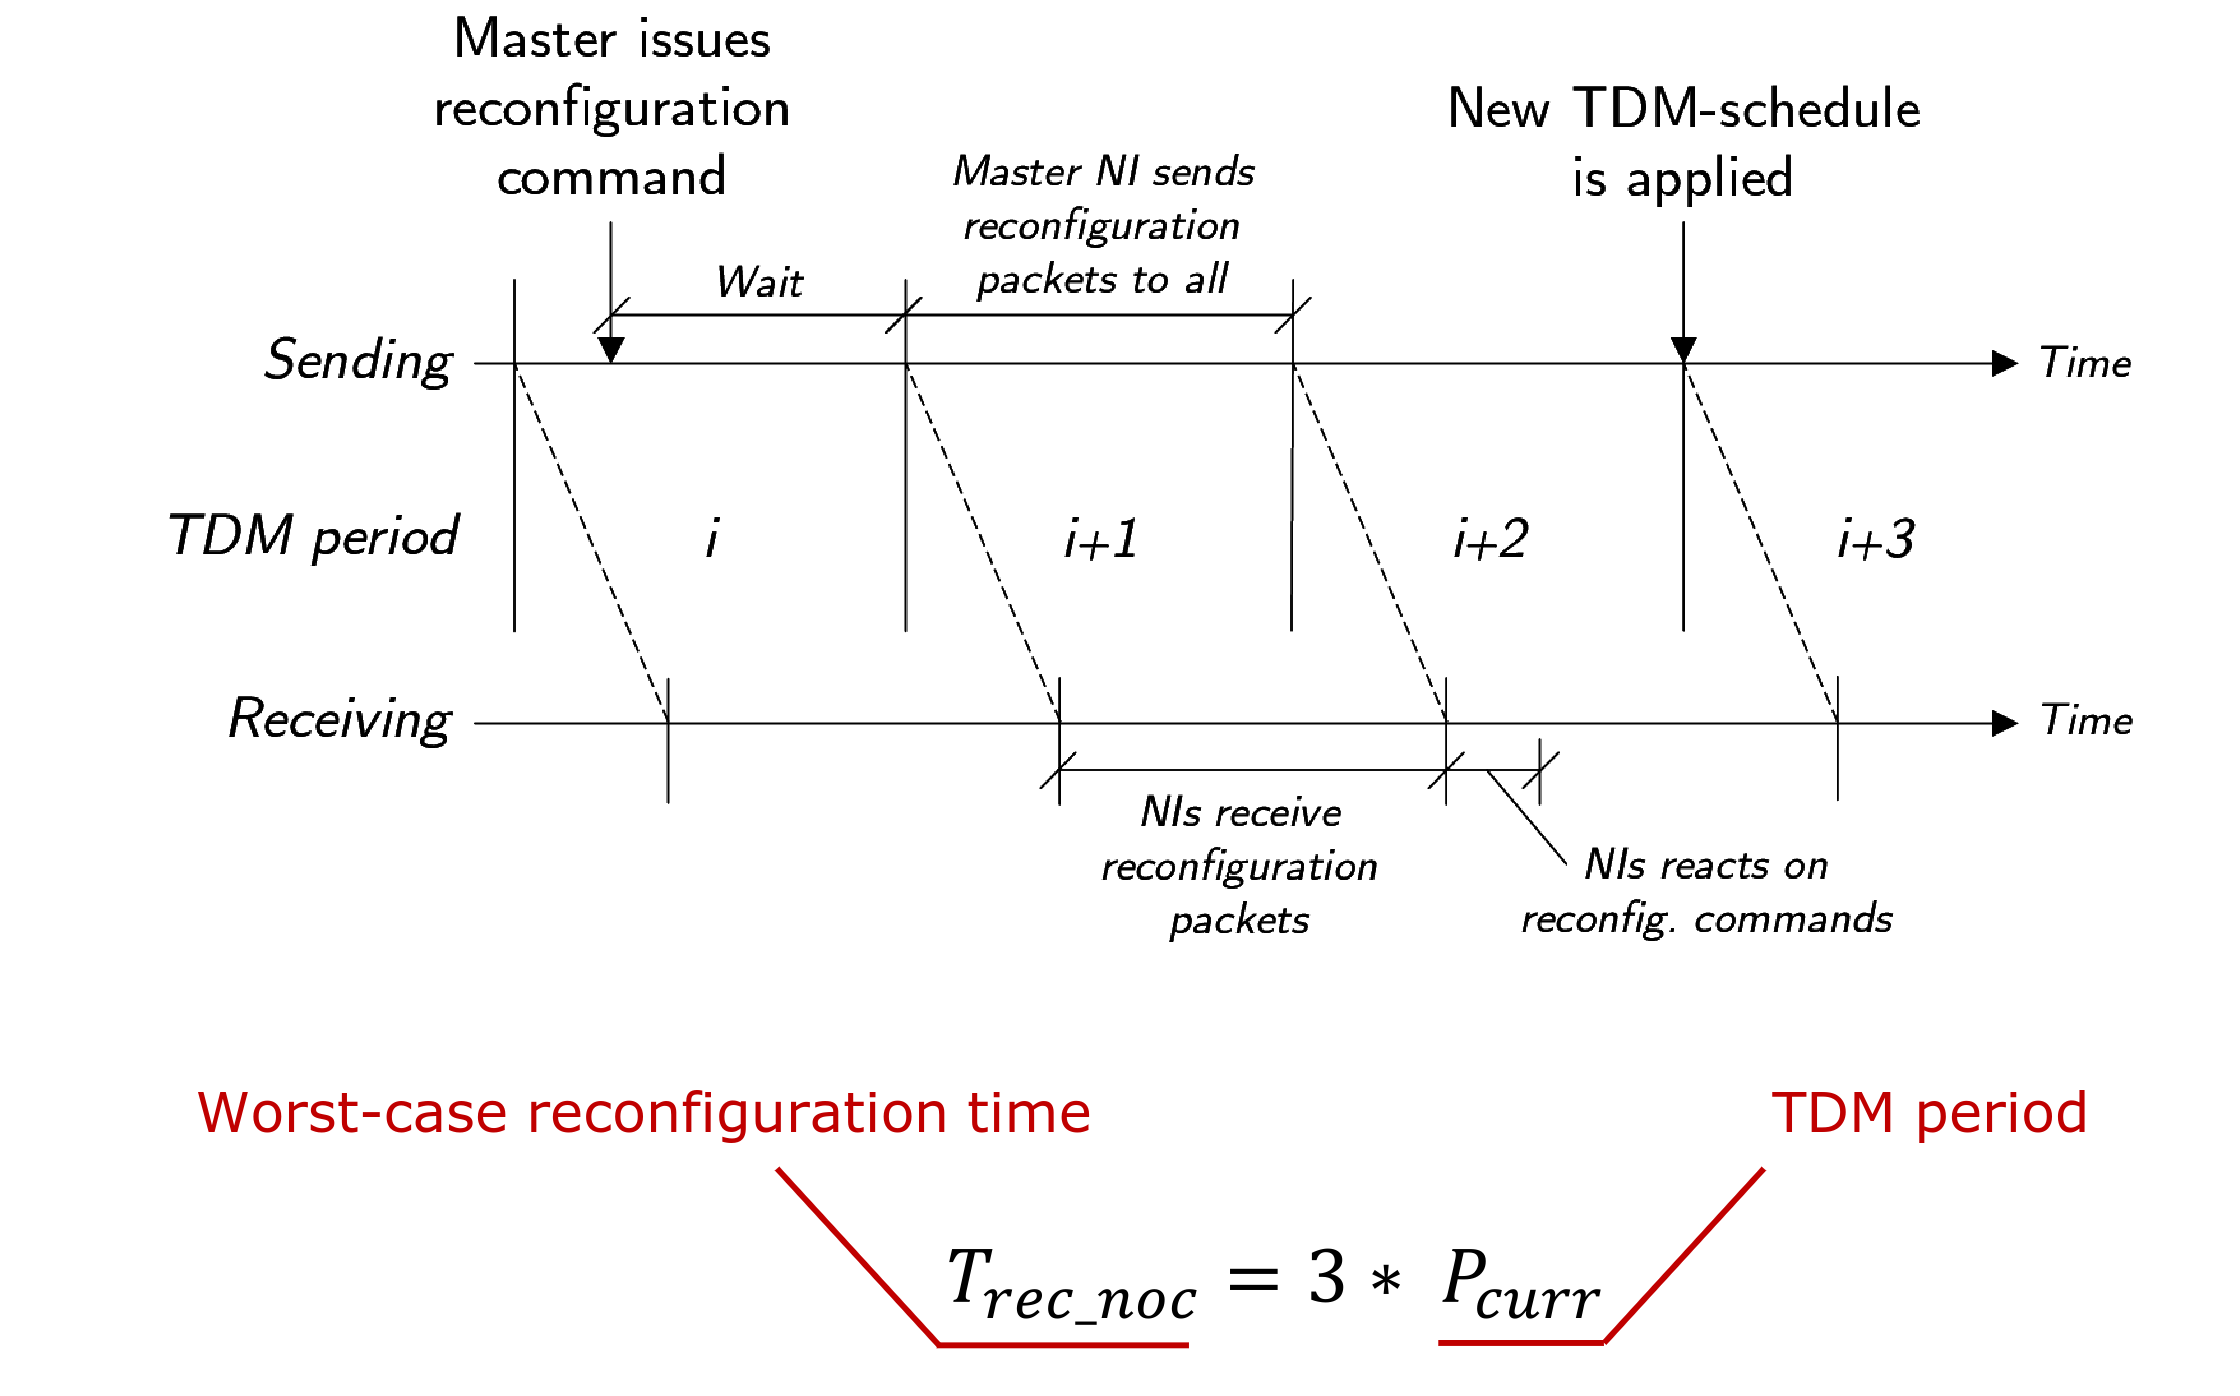 Master issues
reconfiguration
command
New TDM-schedule
is applied
Master NI sends
reconfiguration
packets to all
Wait
Sending
Time
TDM period
i
i+1
i+2
i+3
Receiving
Time
NIs receive
reconfiguration
packets
NIs reacts on
reconfig. commands
Worst-case reconfiguration time
TDM period
T_{rec_noc} = 3 * P_{curr}